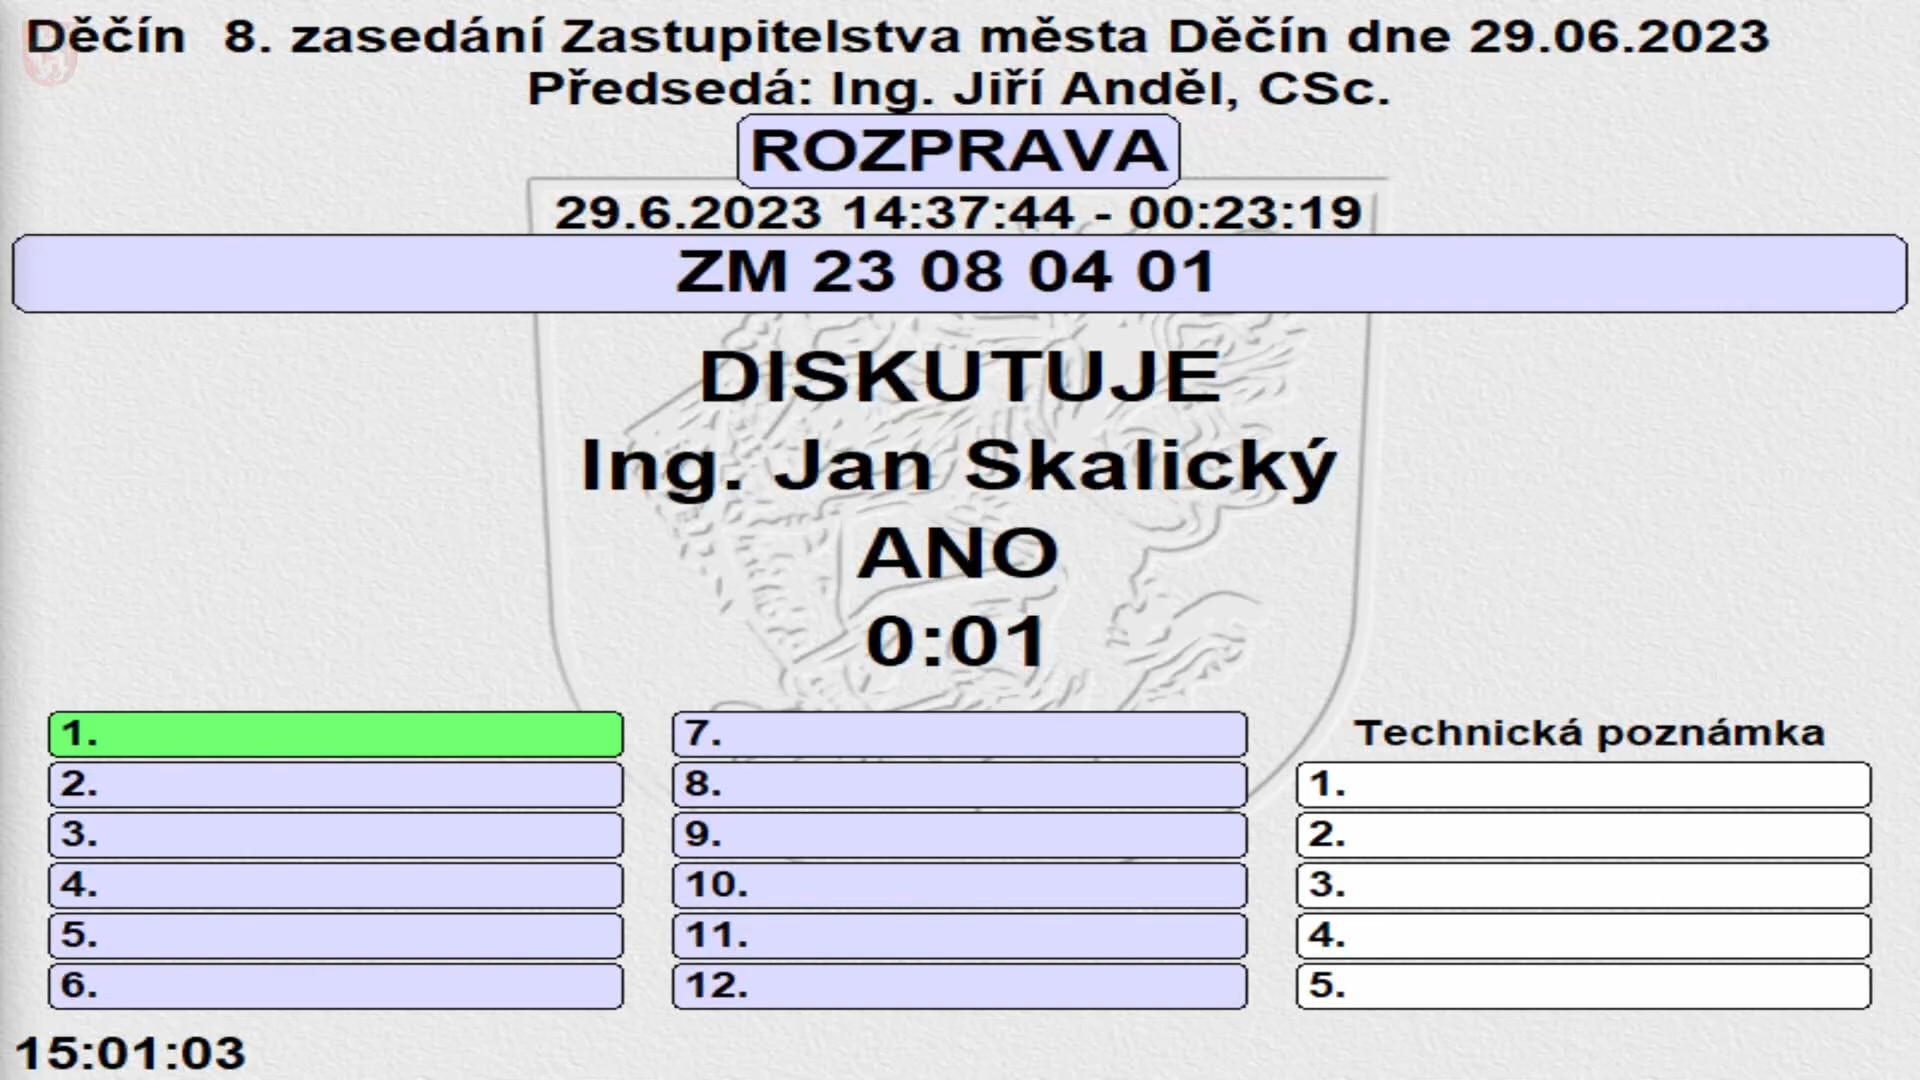 Děčín 8. zasedání Zastupitelstva města Děčín dne 29.06.2023
Předsedá: Ing. Jiří Anděl, CSc.
ROZPRAVA
29.6.2023 14:37:44 - 00:23:19
ZM 23 08 04 01
DISKUTUJE
Ing. Jan Skalický
ANO
0:01
1.
2.
3.
4.
5.
6.
7.
8.
9.
10.
11.
12.
Technická poznámka
1.
2.
3.
4.
5.
15:01:03